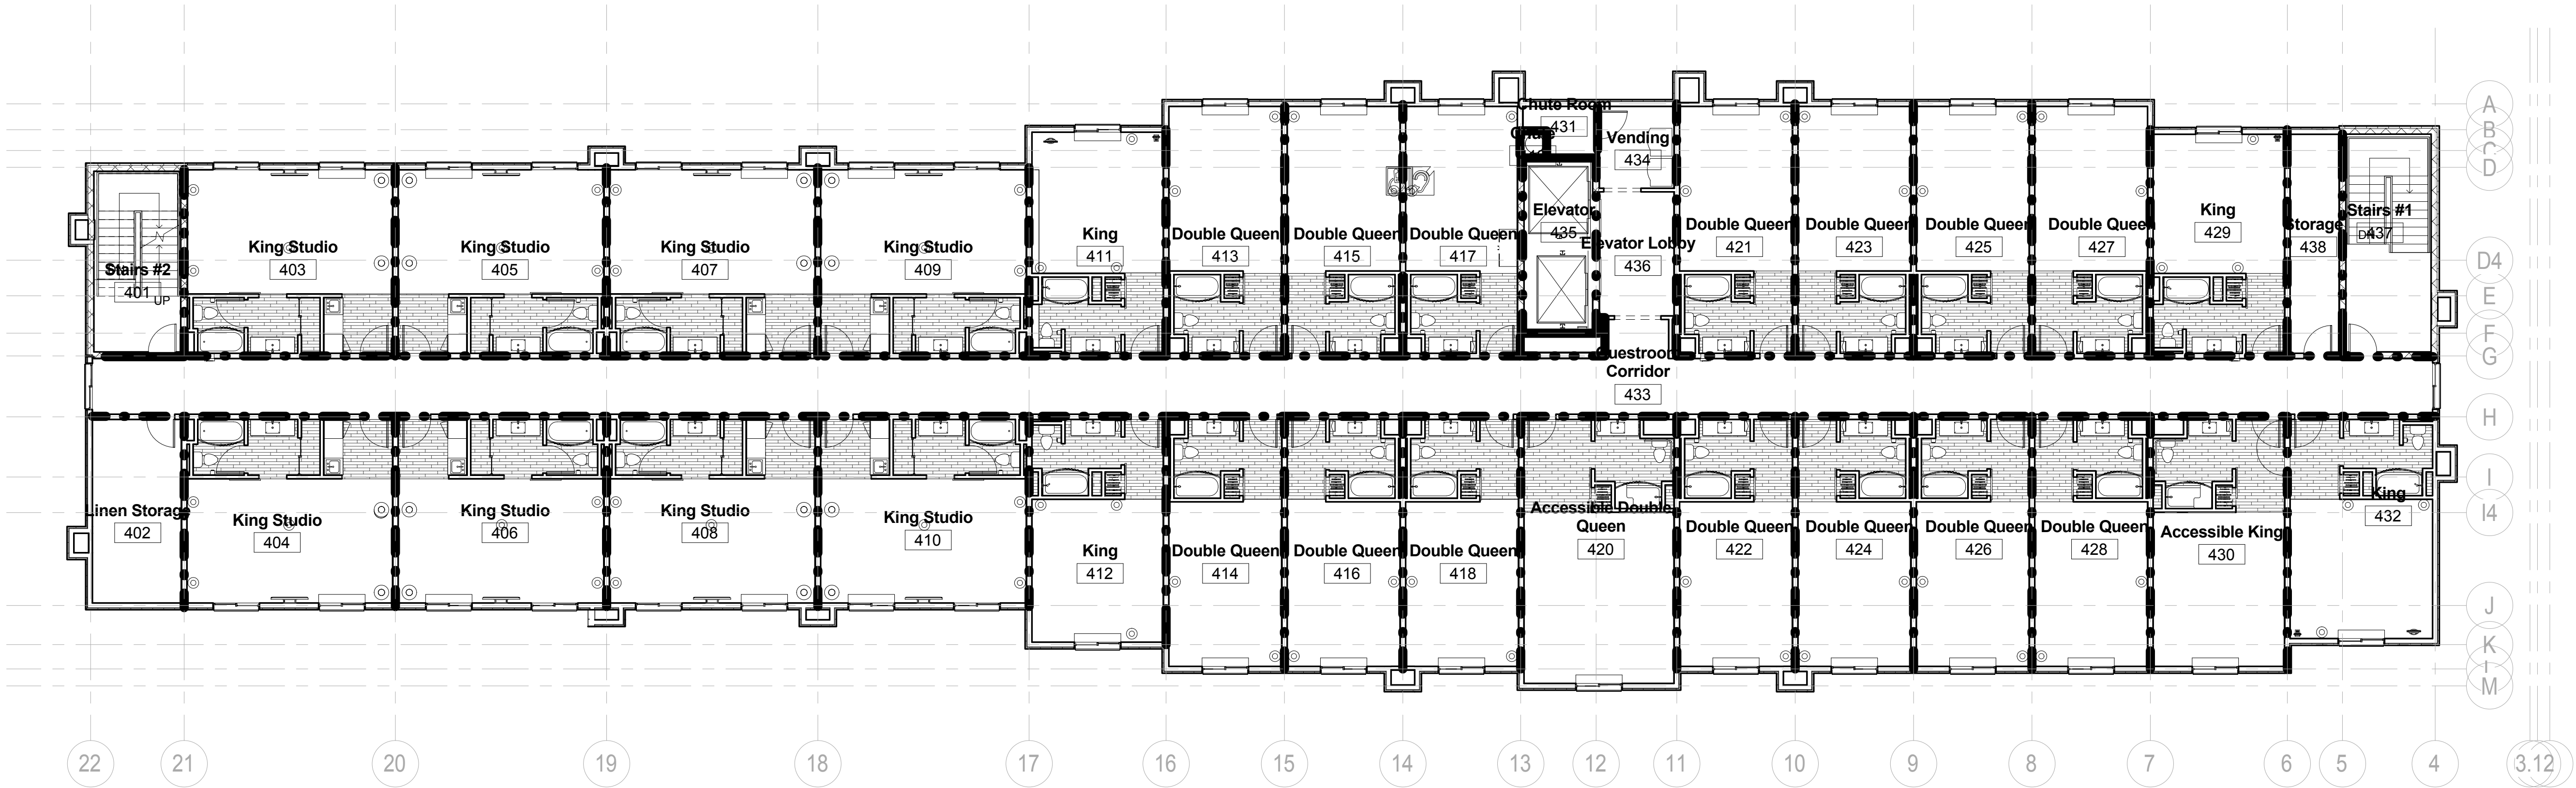 A
B
C
D
D4
E
F
G
H
I
I4
J
K
L
M
Chute Room
431
Vending
434
Elevator
435
Elevator Lobby
436
Stairs #2
401
UP
King Studio
403
King Studio
405
King Studio
407
King Studio
409
King
411
Double Queen
413
Double Queen
415
Double Queen
417
Double Queen
421
Double Queen
423
Double Queen
425
Double Queen
427
King
429
Storage
438
Stairs #1
437
DN
Guestroom
Corridor
433
Linen Storage
402
King Studio
404
King Studio
406
King Studio
408
King Studio
410
King
412
Double Queen
414
Double Queen
416
Double Queen
418
Accessible Double
Queen
420
Double Queen
422
Double Queen
424
Double Queen
426
Double Queen
428
Accessible King
430
King
432
22 21 20 19 18 17 16 15 14 13 12 11 10 9 8 7 6 5 4 3.1 2